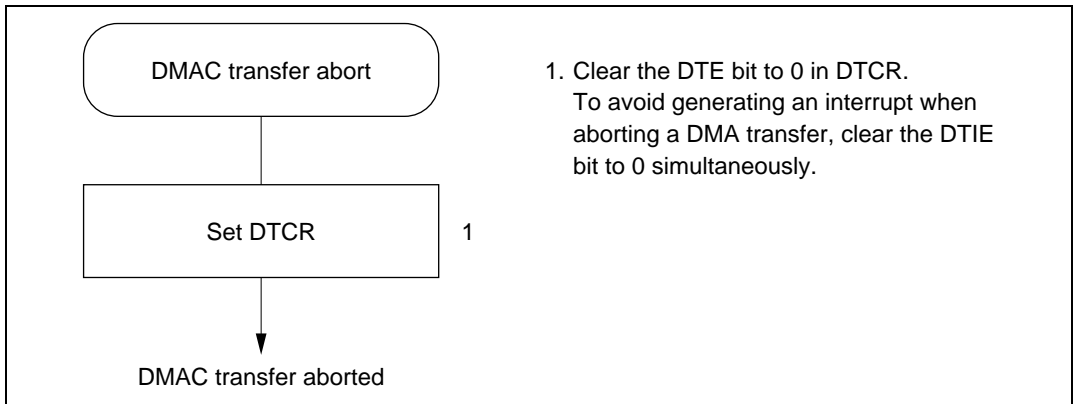 DMAC transfer abort
1. Clear the DTE bit to 0 in DTCR.
To avoid generating an interrupt when
aborting a DMA transfer, clear the DTIE
bit to 0 simultaneously.
Set DTCR
1
DMAC transfer aborted